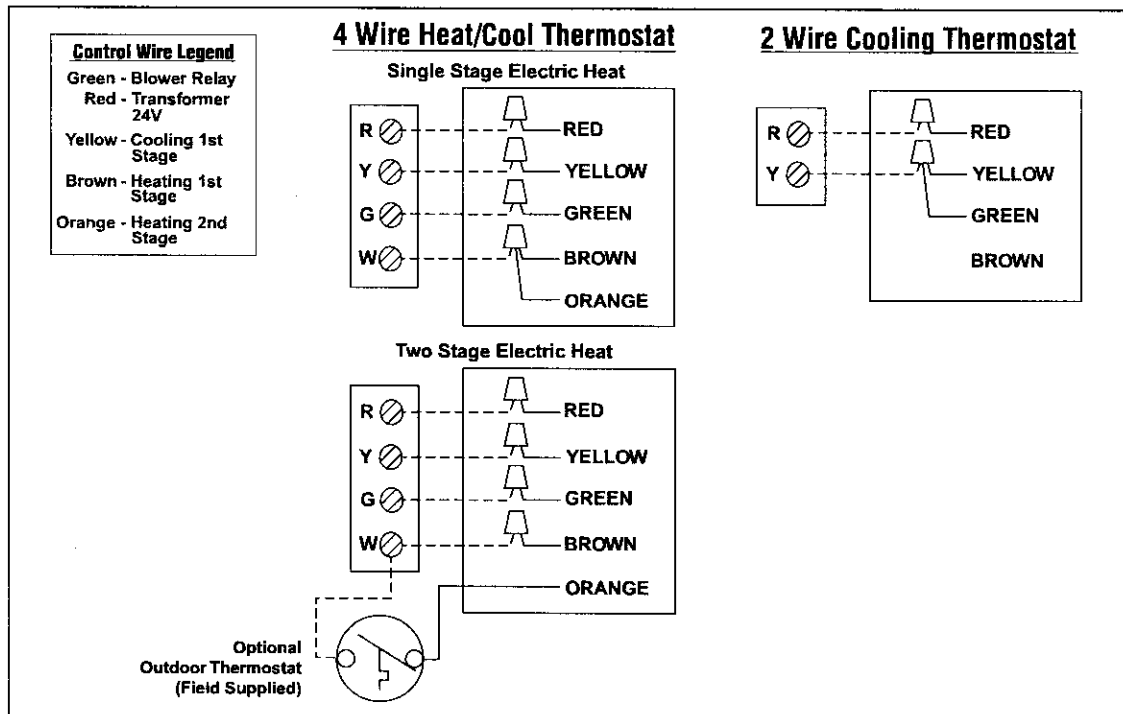 Control Wire Legend
Green - Blower Relay
Red - Transformer
24V
Yellow - Cooling 1st
Stage
Brown - Heating 1st
Stage
Orange - Heating 2nd
Stage
4 Wire Heat/Cool Thermostat
Single Stage Electric Heat
R
RED
Y
YELLOW
G
GREEN
W
BROWN
ORANGE
Two Stage Electric Heat
R
RED
Y
YELLOW
G
GREEN
W
BROWN
ORANGE
Optional
Outdoor Thermostat
(Field Supplied)
2 Wire Cooling Thermostat
R
RED
Y
YELLOW
GREEN
BROWN